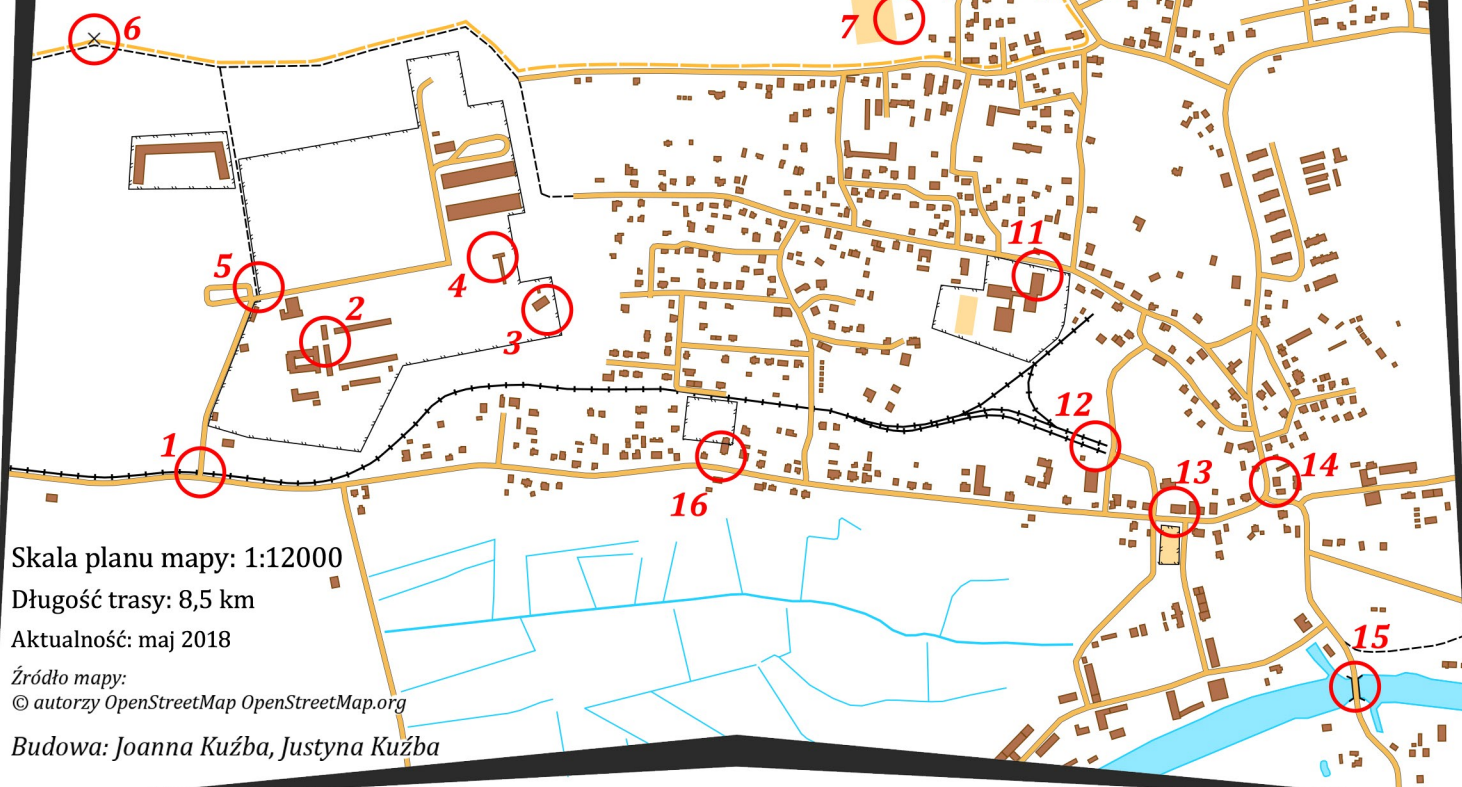 6
7
11
5
4
2
3
12
1
13
14
16
Skala planu mapy: 1:12000
Długość trasy: 8,5 km
Aktualność: maj 2018
15
Źródło mapy:
© autorzy OpenStreetMap OpenStreetMap.org
Budowa: Joanna Kuźba, Justyna Kuźba